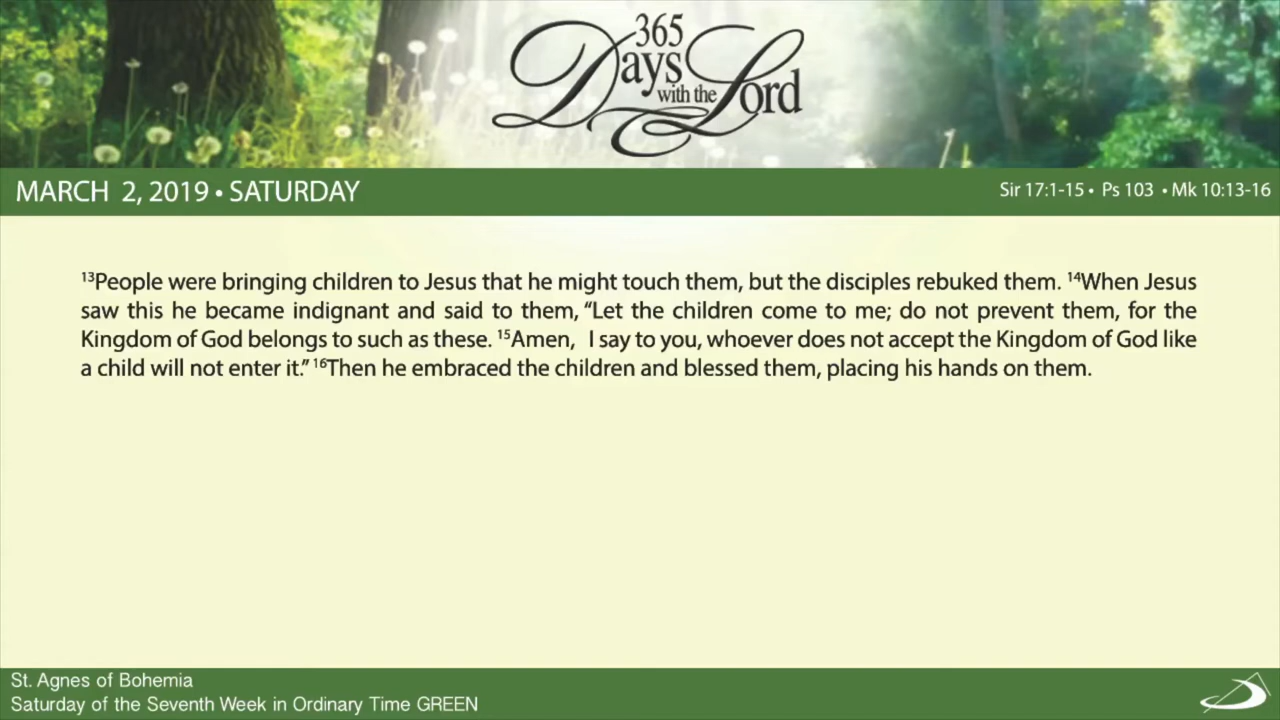 365
Days
with the Lord
MARCH 2, 2019 • SATURDAY
Sir 17:1-15 • Ps 103 • Mk 10:13-16
¹³People were bringing children to Jesus that he might touch them, but the disciples rebuked them. ¹⁴When Jesus
saw this he became indignant and said to them, “Let the children come to me; do not prevent them, for the
Kingdom of God belongs to such as these. ¹⁵Amen, I say to you, whoever does not accept the Kingdom of God like
a child will not enter it.” ¹⁶Then he embraced the children and blessed them, placing his hands on them.
St. Agnes of Bohemia
Saturday of the Seventh Week in Ordinary Time GREEN